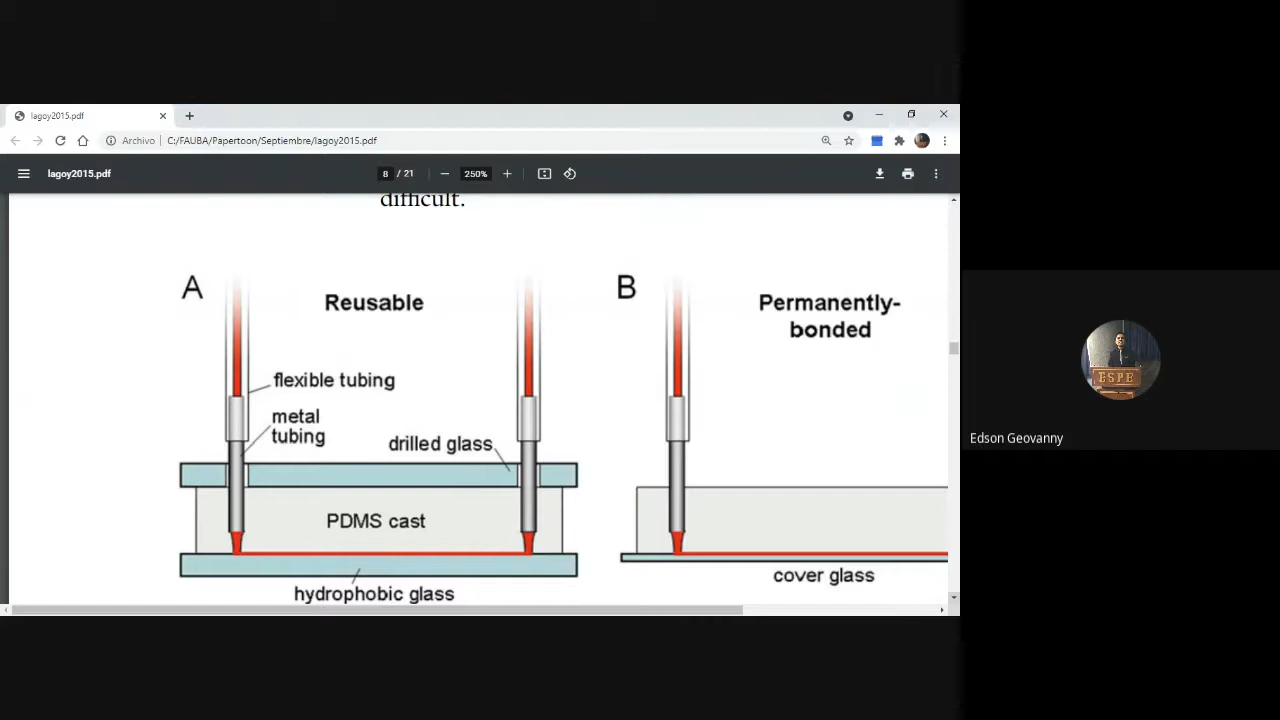 lagoy2015.pdf
Archivo
C:/FAUBA/Papertoon/Septiembre/lagoy2015.pdf
lagoy2015.pdf
8 / 21
250%
difficult.
A
Reusable
flexible tubing
metal
tubing
drilled glass
PDMS cast
hydrophobic glass
B
Permanently-
bonded
cover glass
ESPE
Edson Geovanny